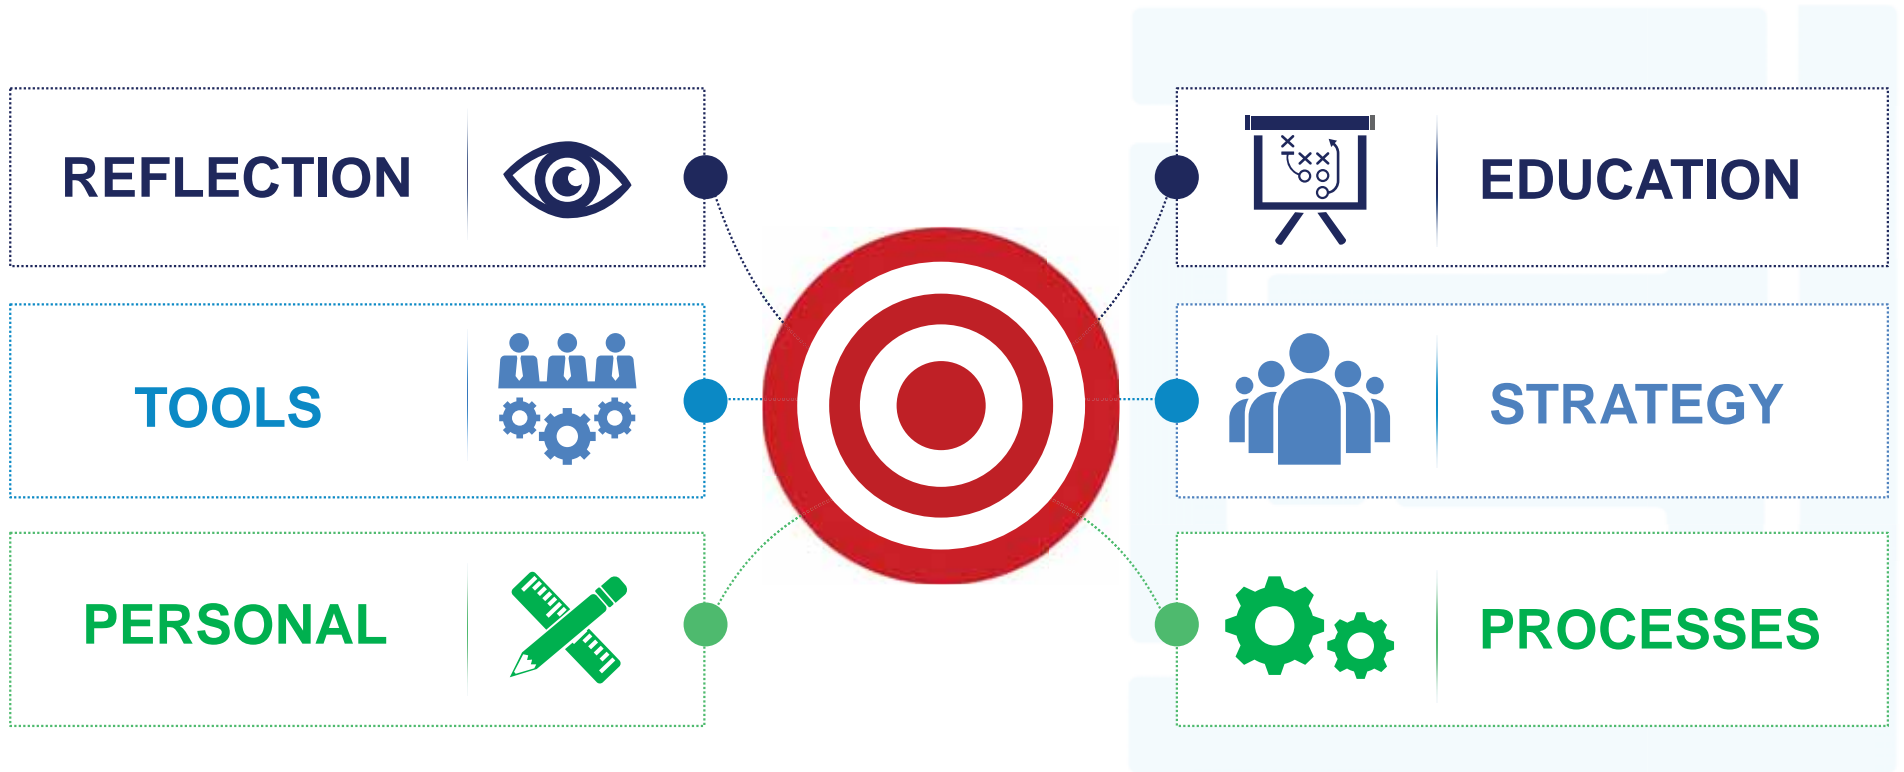 REFLECTION
EDUCATION
TOOLS
STRATEGY
PERSONAL
PROCESSES